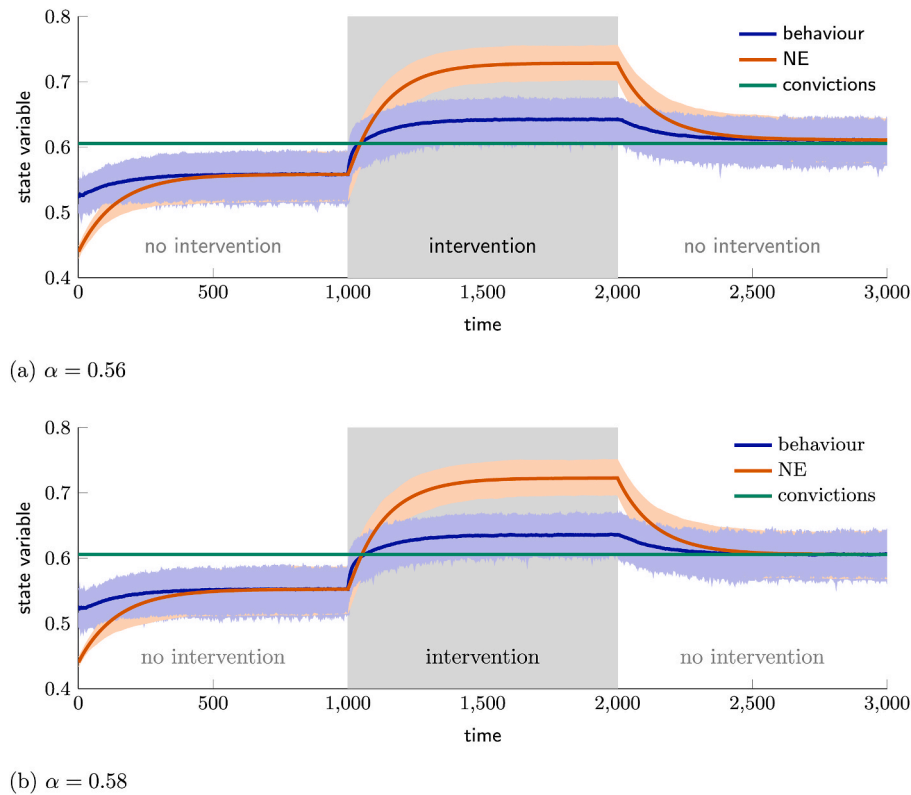 0.8
0.7
0.6
0.5
0.4
state variable
behaviour
NE
convictions
no intervention
intervention
no intervention
0
500
1,000
1,500
2,000
2,500
3,000
time
(a) α = 0.56
0.8
0.7
0.6
0.5
0.4
state variable
behaviour
NE
convictions
no intervention
intervention
no intervention
0
500
1,000
1,500
2,000
2,500
3,000
time
(b) α = 0.58